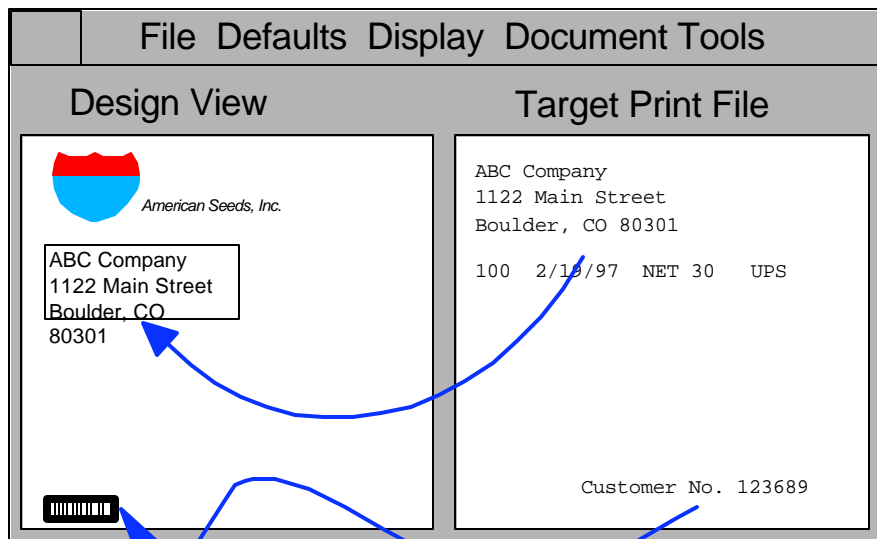 File Defaults Display Document Tools
Design View
Target Print File
American Seeds, Inc.
ABC Company
1122 Main Street
Boulder, CO
80301
ABC Company
1122 Main Street
Boulder, CO 80301
100 2/19/97 NET 30 UPS
Customer No. 123689